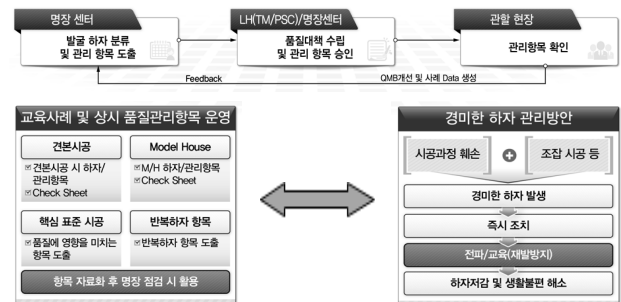 명장 센터
발굴 하자 분류
및 관리 항목 도출
LH(TM/PSC)/명장센터
품질대책 수립
및 관리 항목 승인
관할 현장
관리항목 확인
Feedback
QMB개선 및 사례 Data 생성
교육사례 및 상시 품질관리항목 운영
견본시공
견본시공 시 하자/
관리항목
Check Sheet
Model House
M/H 하자/관리항목
Check Sheet
핵심 표준 시공
품질에 영향을 미치는
항목 도출
반복하자 항목
반복하자 항목 도출
항목 자료화 후 명장 점검 시 활용
경미한 하자 관리방안
시공과정 훼손
조잡 시공 등
경미한 하자 발생
즉시 조치
전파/교육(재발방지)
하자저감 및 생활불편 해소